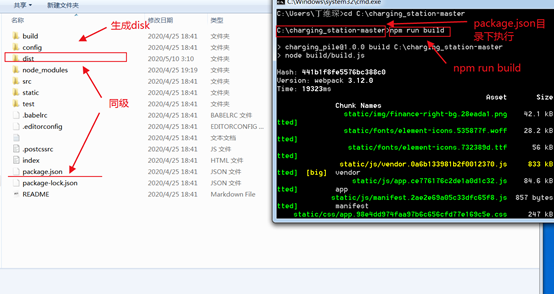 共享 新建文件夹
build 2020/4/25 18:41 文件夹
config 2020/4/25 18:41 文件夹
dist 2020/5/10 3:10 文件夹
node_modules 2020/4/25 19:19 文件夹
src 2020/4/25 18:41 文件夹
static 2020/4/25 18:41 文件夹
test 2020/4/25 18:41 文件夹
.babelrc 2020/4/25 18:41 BABELRC 文件
.editorconfig 2020/4/25 18:41 EDITORCONFIG 文
2020/4/25 18:41 文本文档
.postcssrc 2020/4/25 18:41 JS 文件
index 2020/4/25 18:41 HTML 文件
package.json 2020/4/25 18:41 JSON 文件
package-lock.json 2020/4/25 18:41 JSON 文件
README 2020/4/25 18:41 Markdown File
生成disk
同级
C:\Windows\system32\cmd.exe
C:\charging_station-master
C:\charging_station-master>npm run build
package.json目
录下执行
npm run build
> charging_pile@1.0.0 build C:\charging_station-master
> node build/build.js
Hash: 441b1f8fe5576bc388c0
Version: webpack 3.12.0
Time: 19323ms
Asset Siz
Chunk Names
static/img/finance-right-bg.20eada1.png 42.1 kB
tted]
static/fonts/element-icons.535877f.woff 28.2 kB
tted]
static/fonts/element-icons.732389d.ttf 56 kB
tted]
static/js/vendor.0a6b133981b2f0012370.js 833 kB
tted] [big] vendor
static/js/app.ce776176c2de1a0d1c32.js 84.6 kB
tted] app
static/js/manifest.2ae2e69a05c33dfc65f8.js 857 bytes
tted] manifest
static/css/app.98e4dd974faa97b6c656cfd77e169c5e.css 247 kB